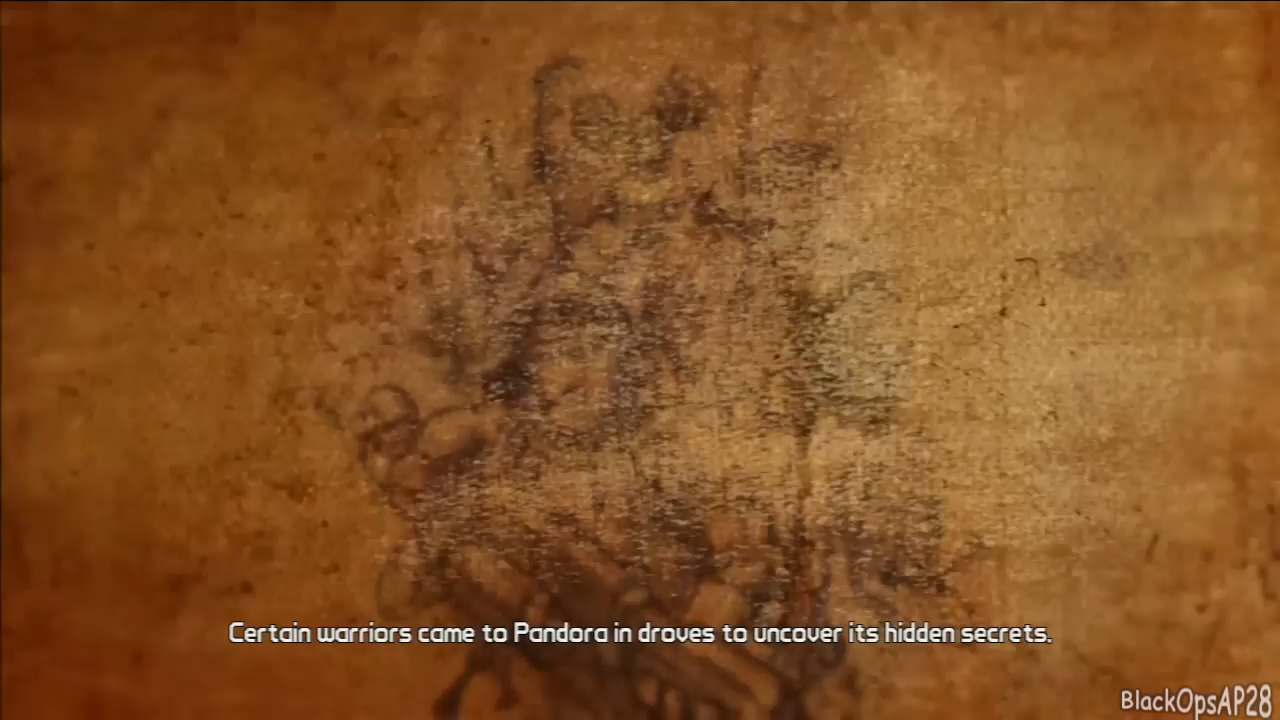 Certain warriors came to Pandora in droves to uncover its hidden secrets.
BlackOpsAP28